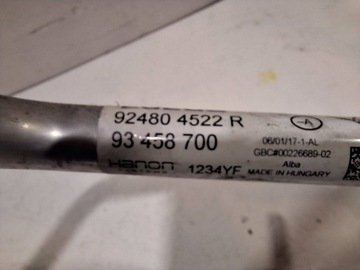 92480 4522 R
93 458 700
HANON 1234YF
SYSTEMS
06/01/17-1-AL
GBC#00226689-02
Alba
MADE IN HUNGARY